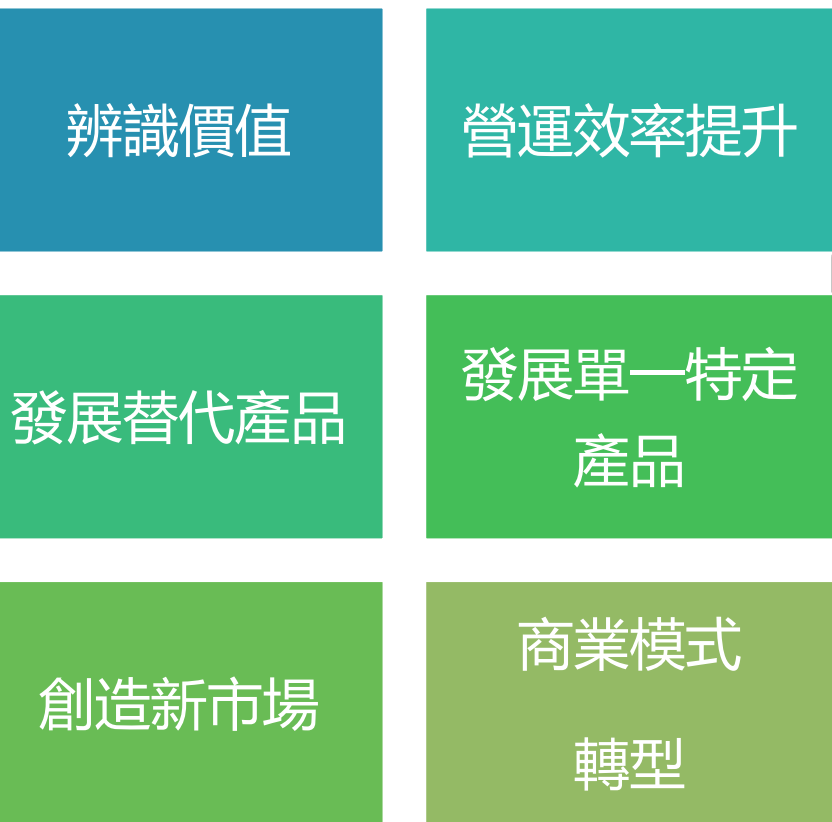 辨識價值
營運效率提升
發展替代產品
發展單一特定
產品
創造新市場
商業模式
轉型